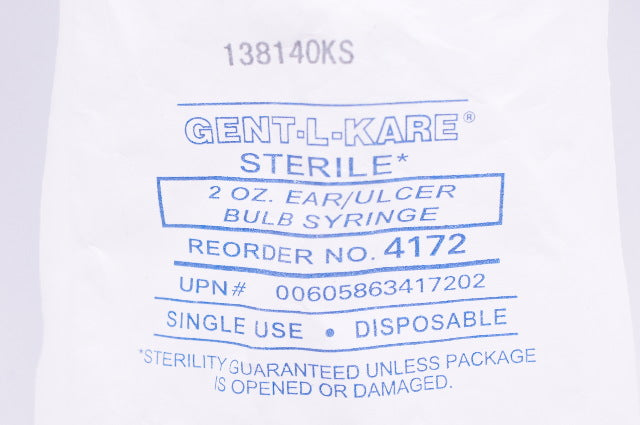 138140KS
GENT-L-KARE®
STERILE*
2 OZ. EAR/ULCER
BULB SYRINGE
REORDER NO. 4172
UPN# 00605863417202
SINGLE USE • DISPOSABLE
*STERILITY GUARANTEED UNLESS PACKAGE
IS OPENED OR DAMAGED.